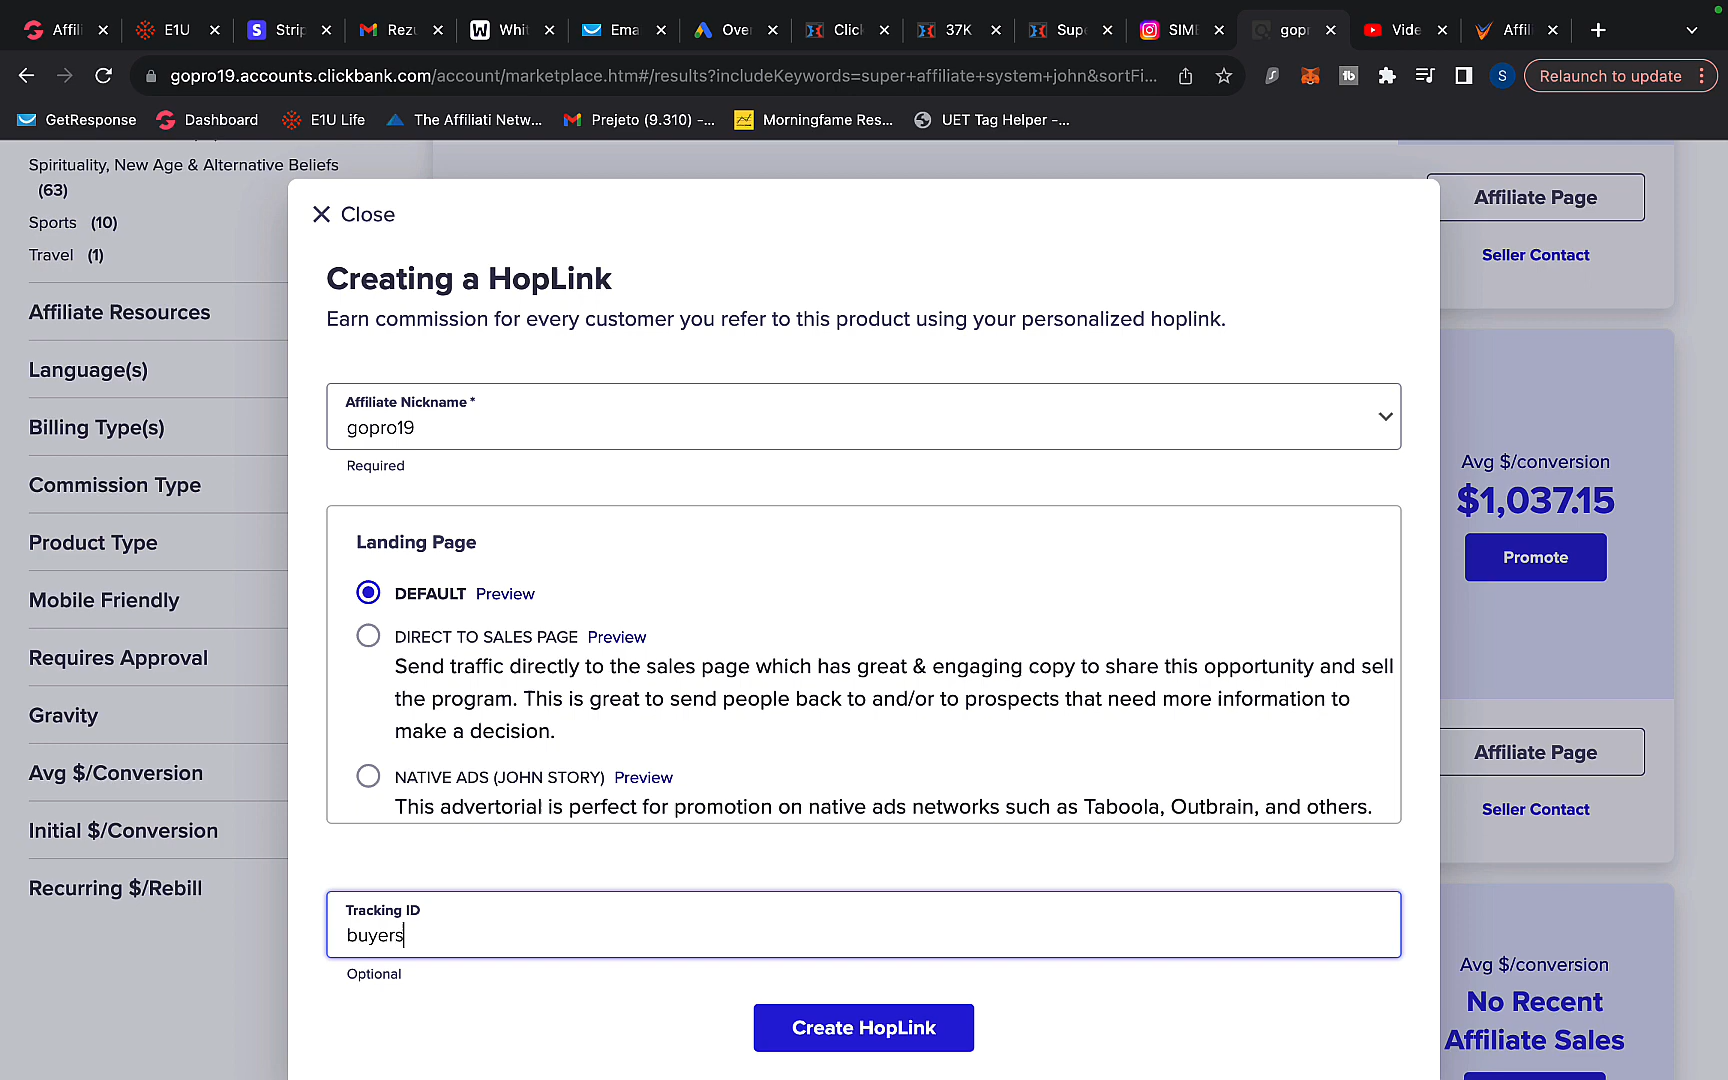 Affili
E1U
Strip
Rezu
Whit
Ema
Over
Click
37K
Supe
SIME
gopr
Vide
Affil
gopro19.accounts.clickbank.com/account/marketplace.htm#/results?includeKeywords=super+affiliate+system+john&sortFi...
S
Relaunch to update
GetResponse
Dashboard
E1U Life
The Affiliati Netw...
Prejeto (9.310) -...
Morningfame Res...
UET Tag Helper -...
Spirituality, New Age & Alternative Beliefs
(63)
Sports (10)
Travel (1)
Affiliate Resources
Language(s)
Billing Type(s)
Commission Type
Product Type
Mobile Friendly
Requires Approval
Gravity
Avg $/Conversion
Initial $/Conversion
Recurring $/Rebill
Close
Creating a HopLink
Earn commission for every customer you refer to this product using your personalized hoplink.
Affiliate Nickname *
gopro19
Required
Landing Page
DEFAULT Preview
DIRECT TO SALES PAGE Preview
Send traffic directly to the sales page which has great & engaging copy to share this opportunity and sell
the program. This is great to send people back to and/or to prospects that need more information to
make a decision.
NATIVE ADS (JOHN STORY) Preview
This advertorial is perfect for promotion on native ads networks such as Taboola, Outbrain, and others.
Tracking ID
buyers
Optional
Create HopLink
Affiliate Page
Seller Contact
Avg $/conversion
$1,037.15
Promote
Affiliate Page
Seller Contact
Avg $/conversion
No Recent
Affiliate Sales